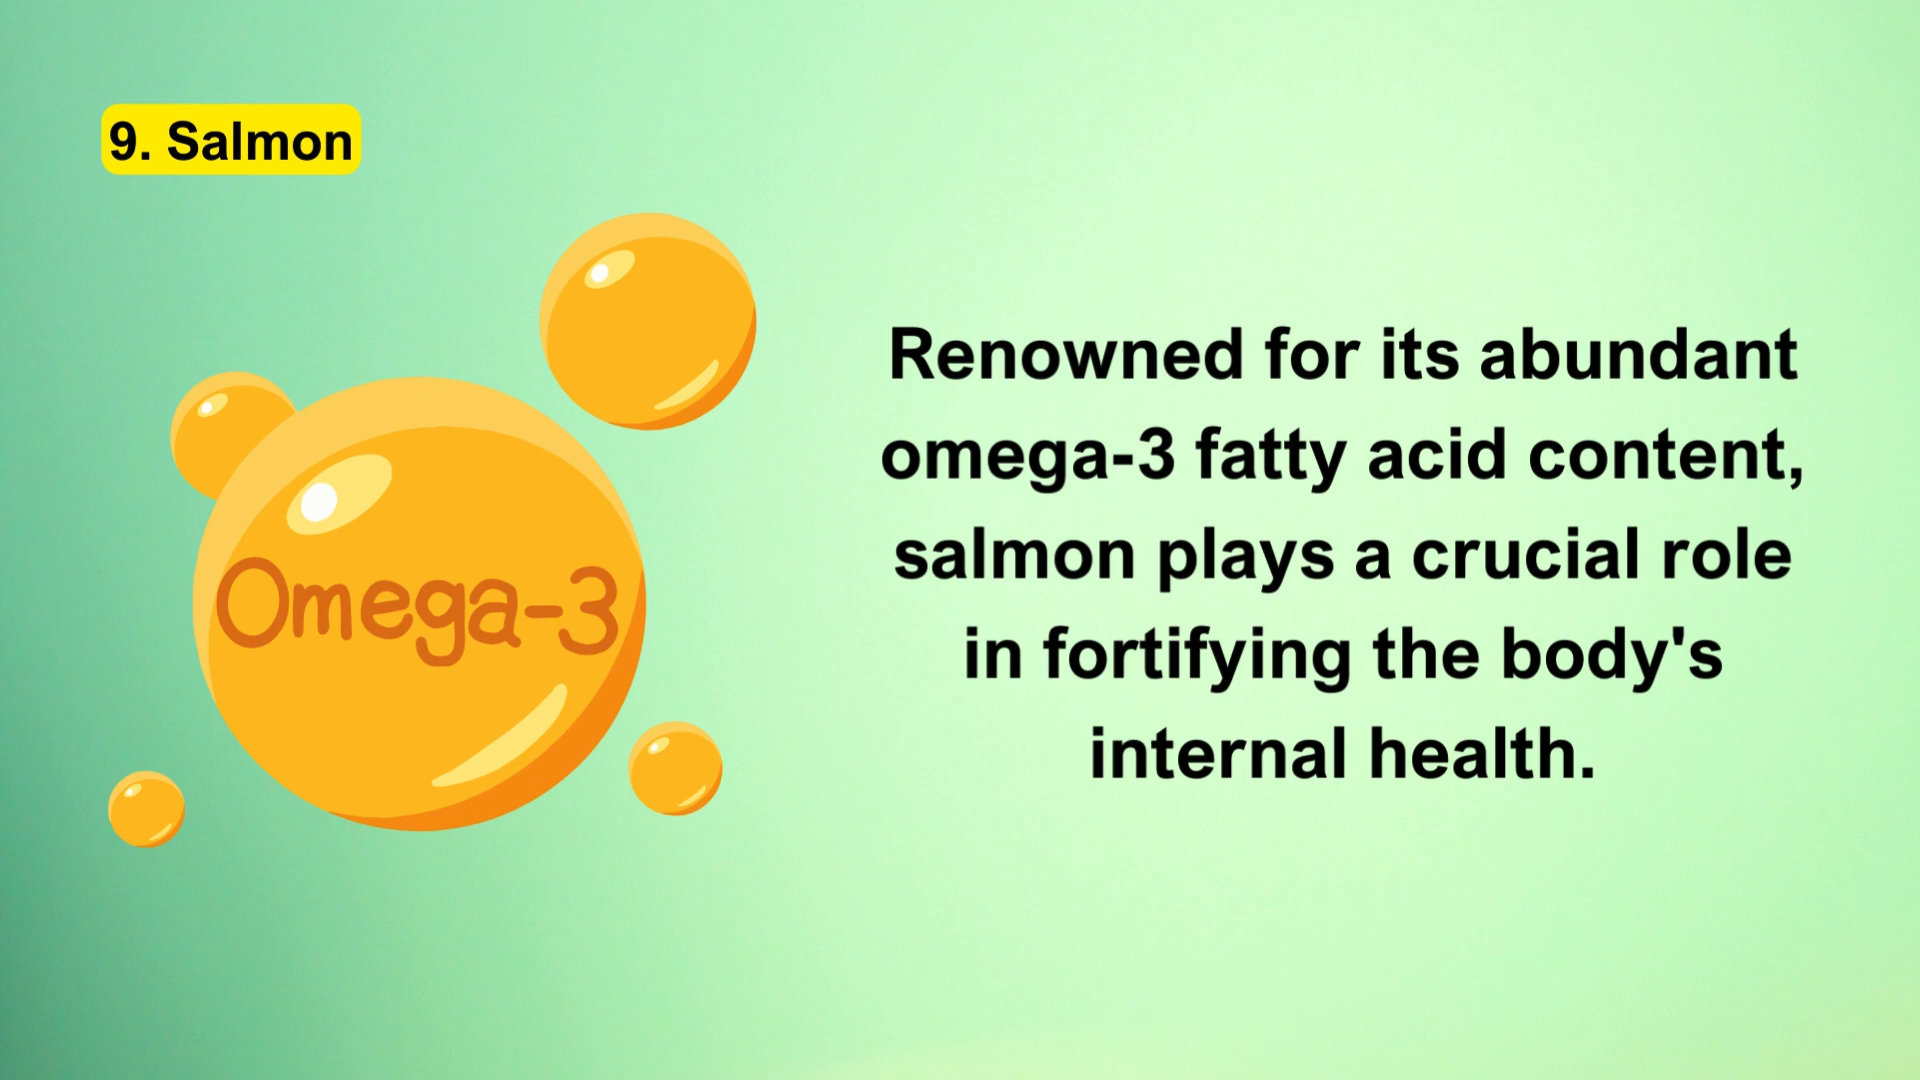 9. Salmon
Omega-3
Renowned for its abundant
omega-3 fatty acid content,
salmon plays a crucial role
in fortifying the body's
internal health.